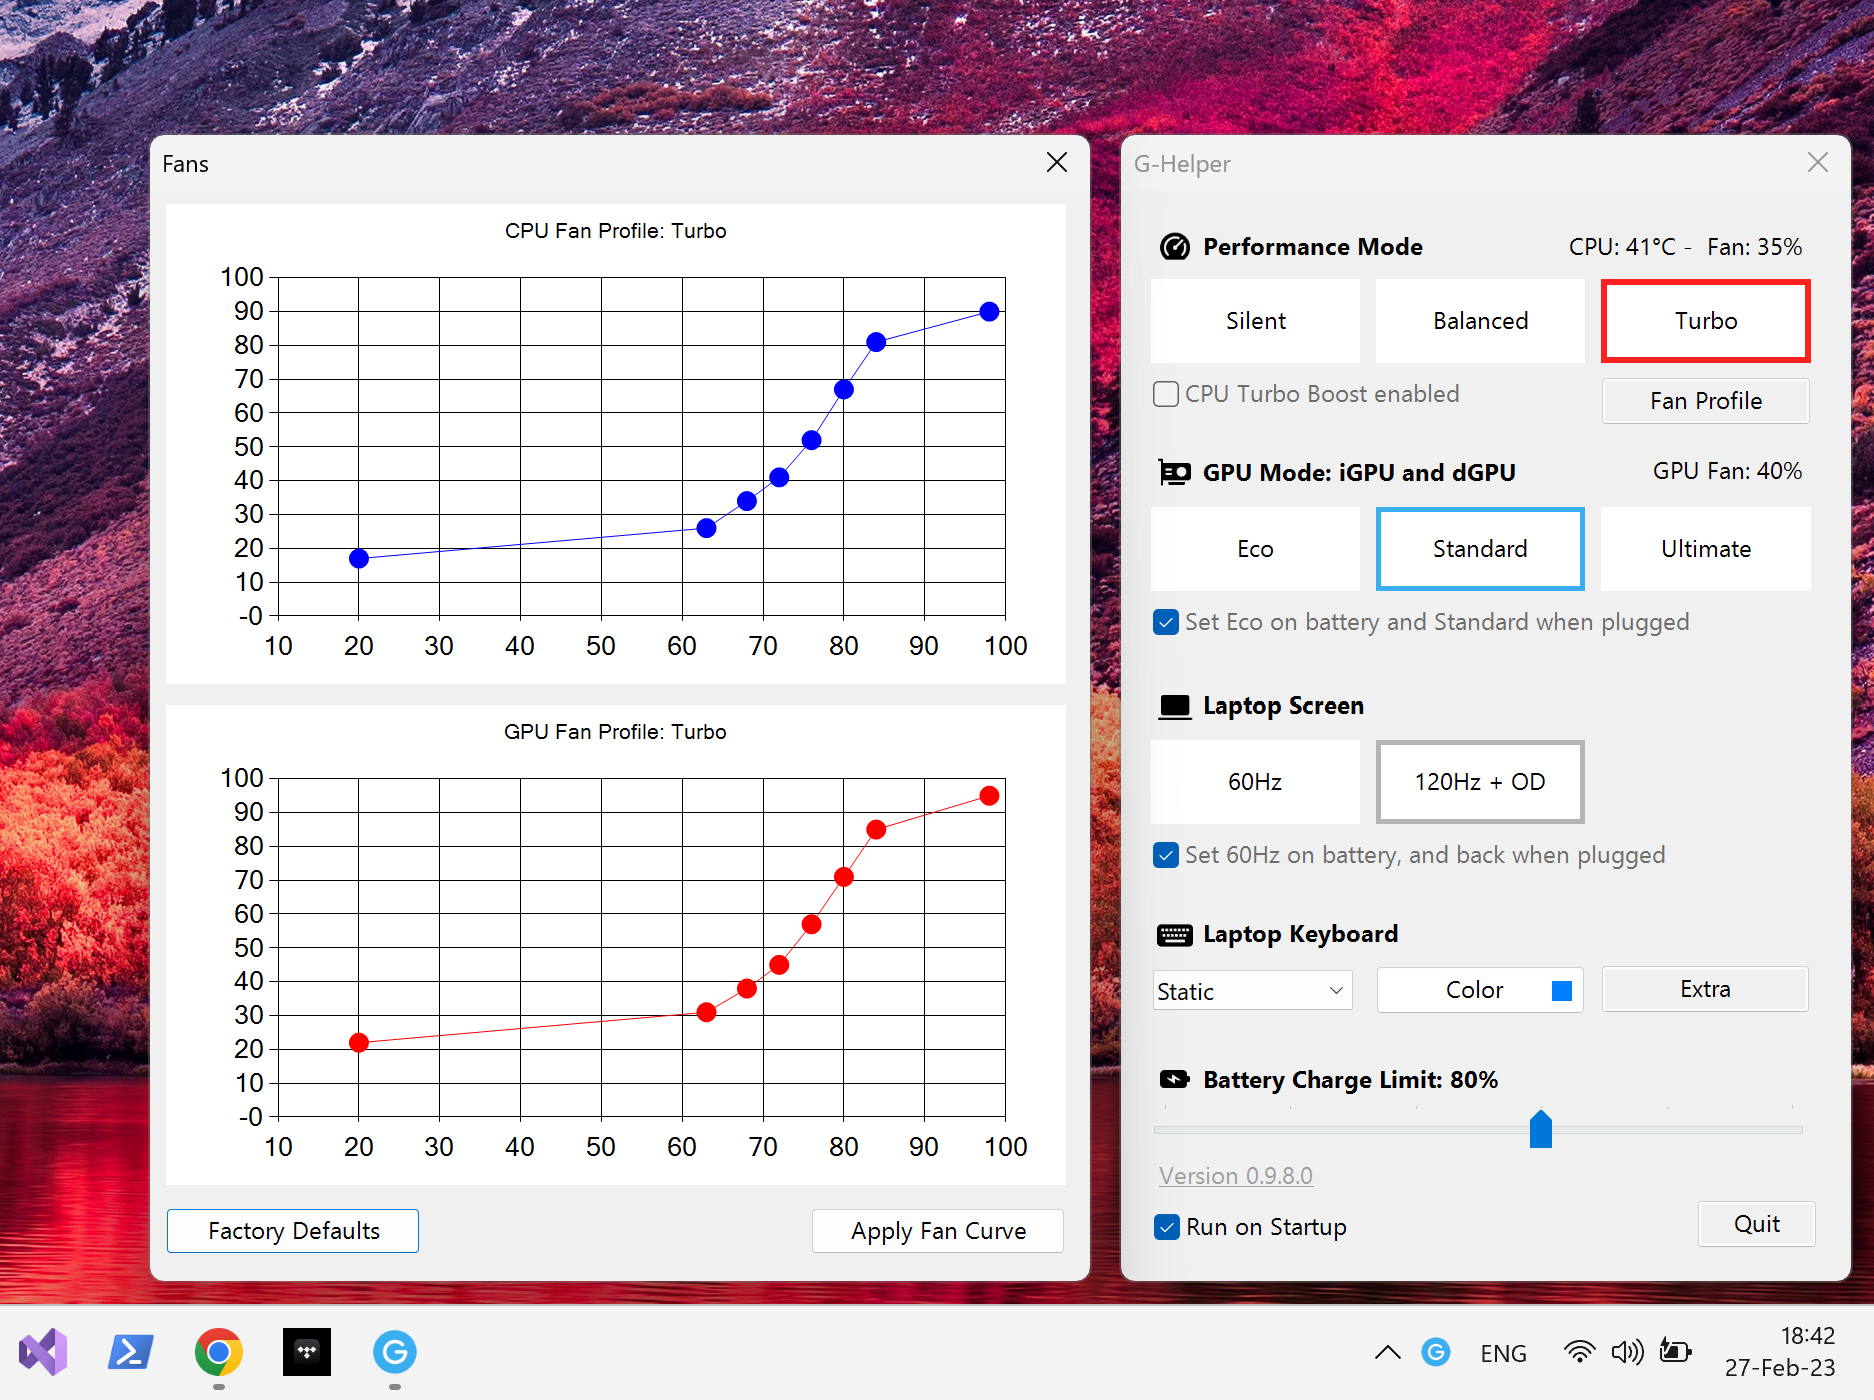 Fans
CPU Fan Profile: Turbo
100
90
80
70
60
50
40
30
20
10
-0
10 20 30 40 50 60 70 80 90 100
GPU Fan Profile: Turbo
100
90
80
70
60
50
40
30
20
10
-0
10 20 30 40 50 60 70 80 90 100
Factory Defaults Apply Fan Curve
G-Helper
Performance Mode CPU: 41°C - Fan: 35%
Silent Balanced Turbo
CPU Turbo Boost enabled Fan Profile
GPU Mode: iGPU and dGPU GPU Fan: 40%
Eco Standard Ultimate
Set Eco on battery and Standard when plugged
Laptop Screen
60Hz 120Hz + OD
Set 60Hz on battery, and back when plugged
Laptop Keyboard
Static Color Extra
Battery Charge Limit: 80%
Version 0.9.8.0
Run on Startup Quit
G G ENG 18:42
27-Feb-23